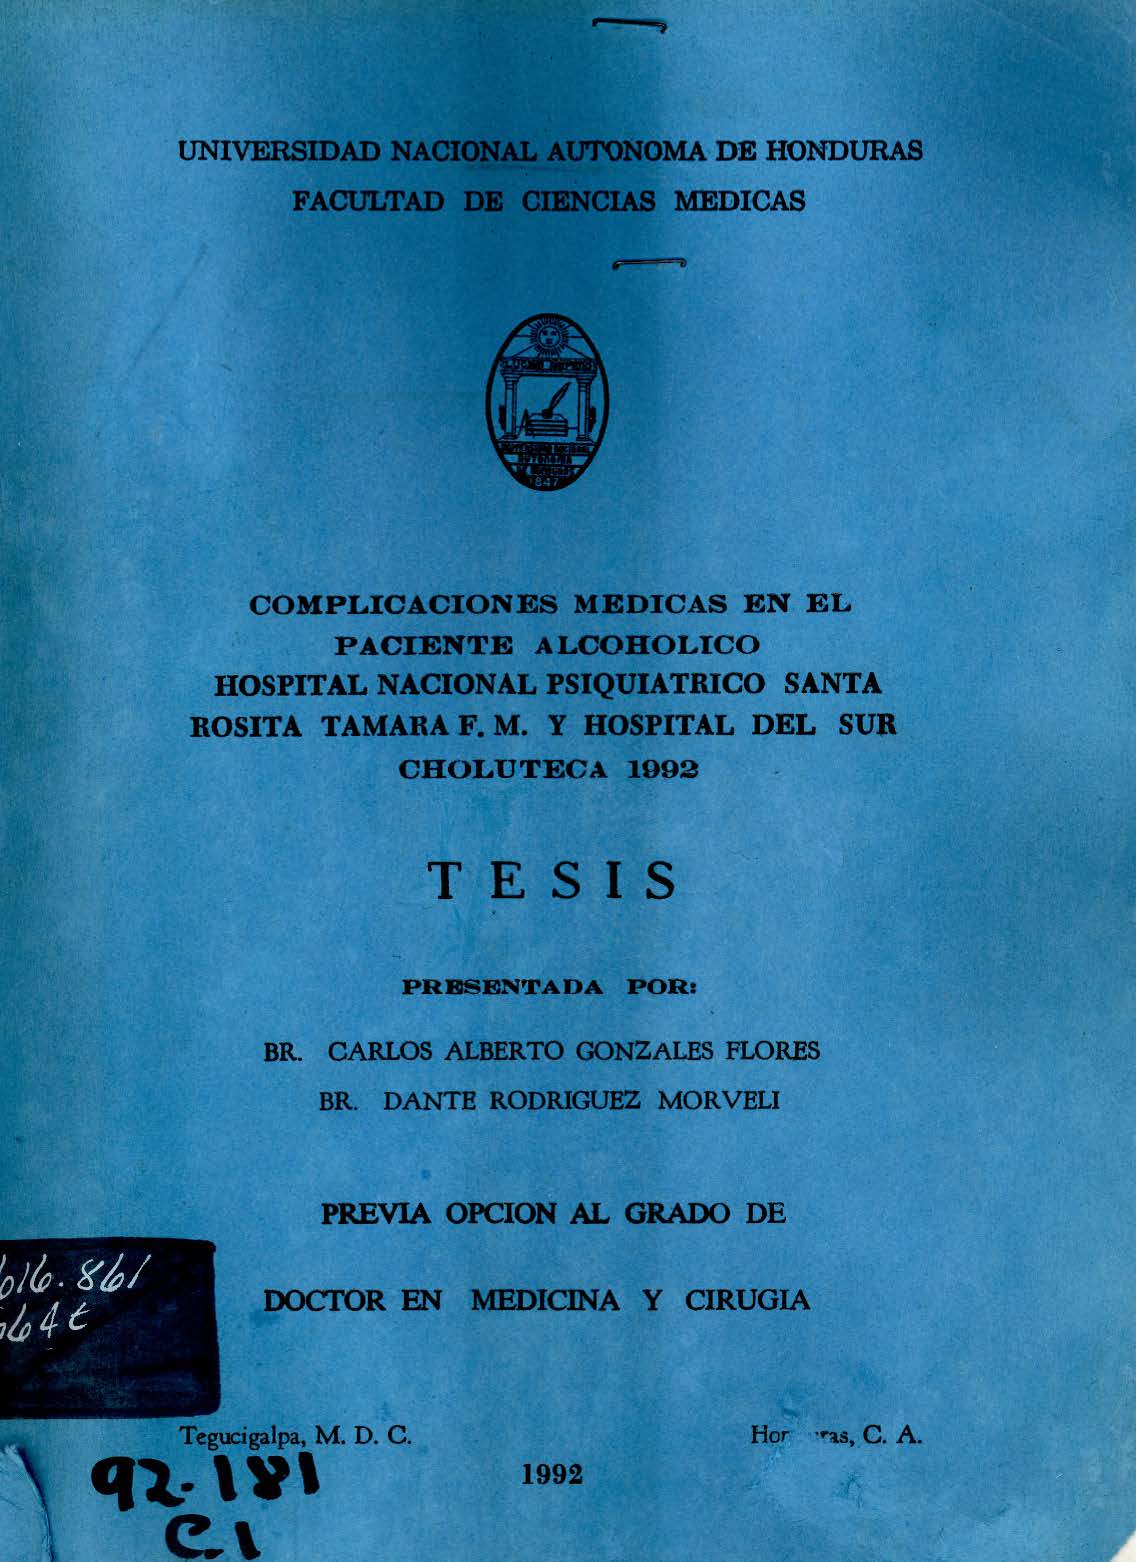 UNIVERSIDAD NACIONAL AUTONOMA DE HONDURAS
FACULTAD DE CIENCIAS MEDICAS
1847
COMPLICACIONES MEDICAS EN EL
PACIENTE ALCOHOLICO
HOSPITAL NACIONAL PSIQUIATRICO SANTA
ROSITA TAMARA F. M. Y HOSPITAL DEL SUR
CHOLUTECA 1992
TESIS
PRESENTADA POR:
BR. CARLOS ALBERTO GONZALES FLORES
BR. DANTE RODRIGUEZ MORVELI
PREVIA OPCION AL GRADO DE
616.861
DOCTOR EN MEDICINA Y CIRUGIA
Tegucigalpa, M. D. C.
C. A.
92-181
1992
C.1